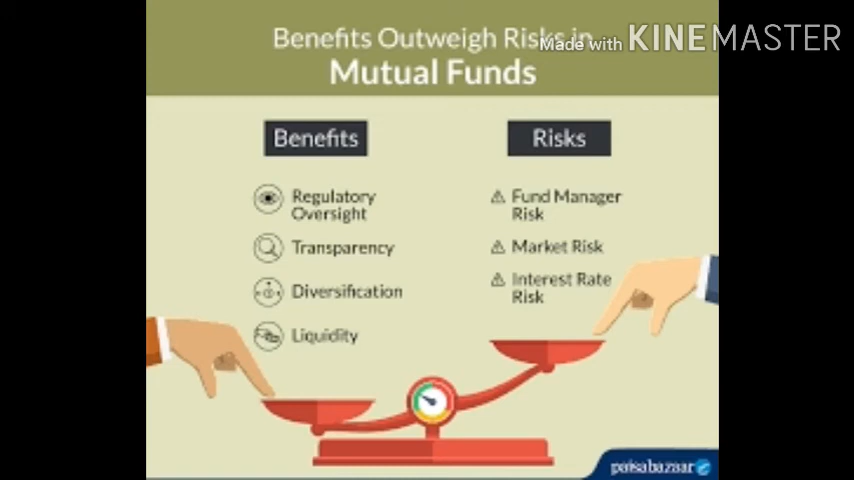 Benefits Outweigh Risks in
Made with KINEMASTER
Mutual Funds
Benefits
Risks
Regulatory
Oversight
Transparency
Diversification
Liquidity
Fund Manager
Risk
Market Risk
Interest Rate
Risk
paisabazaar